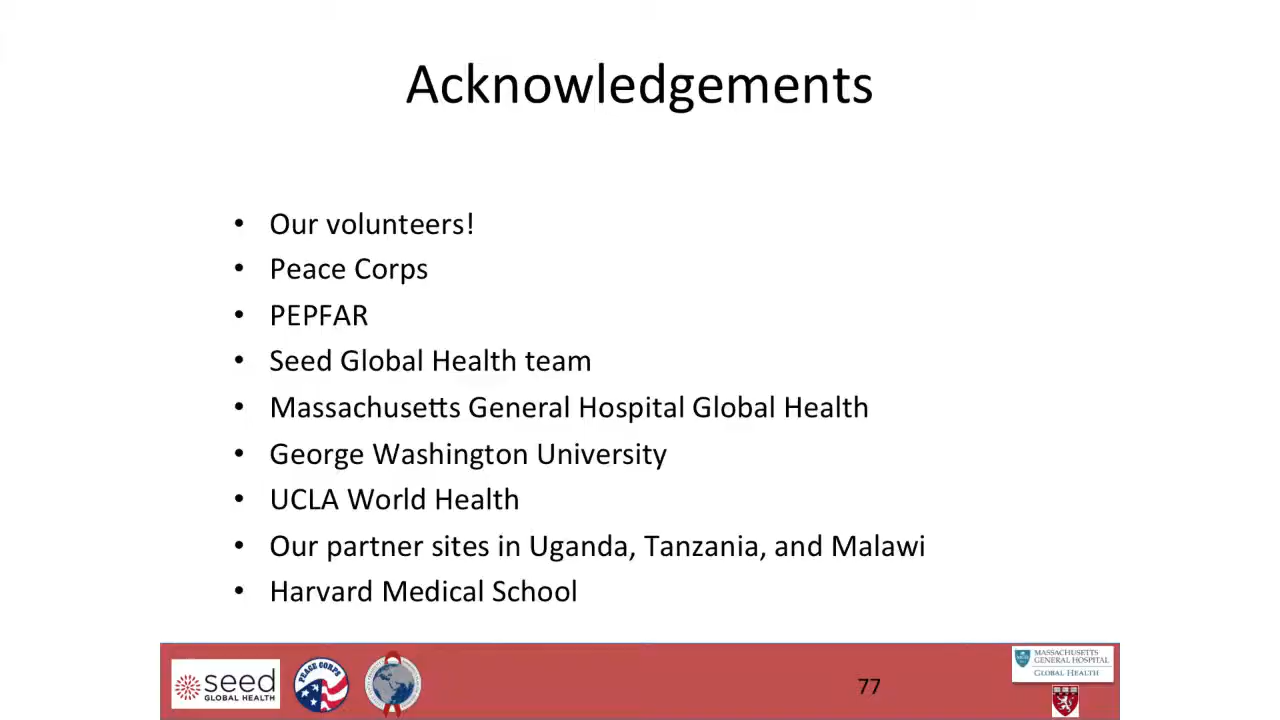 Acknowledgements
• Our volunteers!
• Peace Corps
• PEPFAR
• Seed Global Health team
• Massachusetts General Hospital Global Health
• George Washington University
• UCLA World Health
• Our partner sites in Uganda, Tanzania, and Malawi
• Harvard Medical School
seed
GLOBAL HEALTH
PEACE CORPS
77
MASSACHUSETTS
GENERAL HOSPITAL
GLOBAL HEALTH